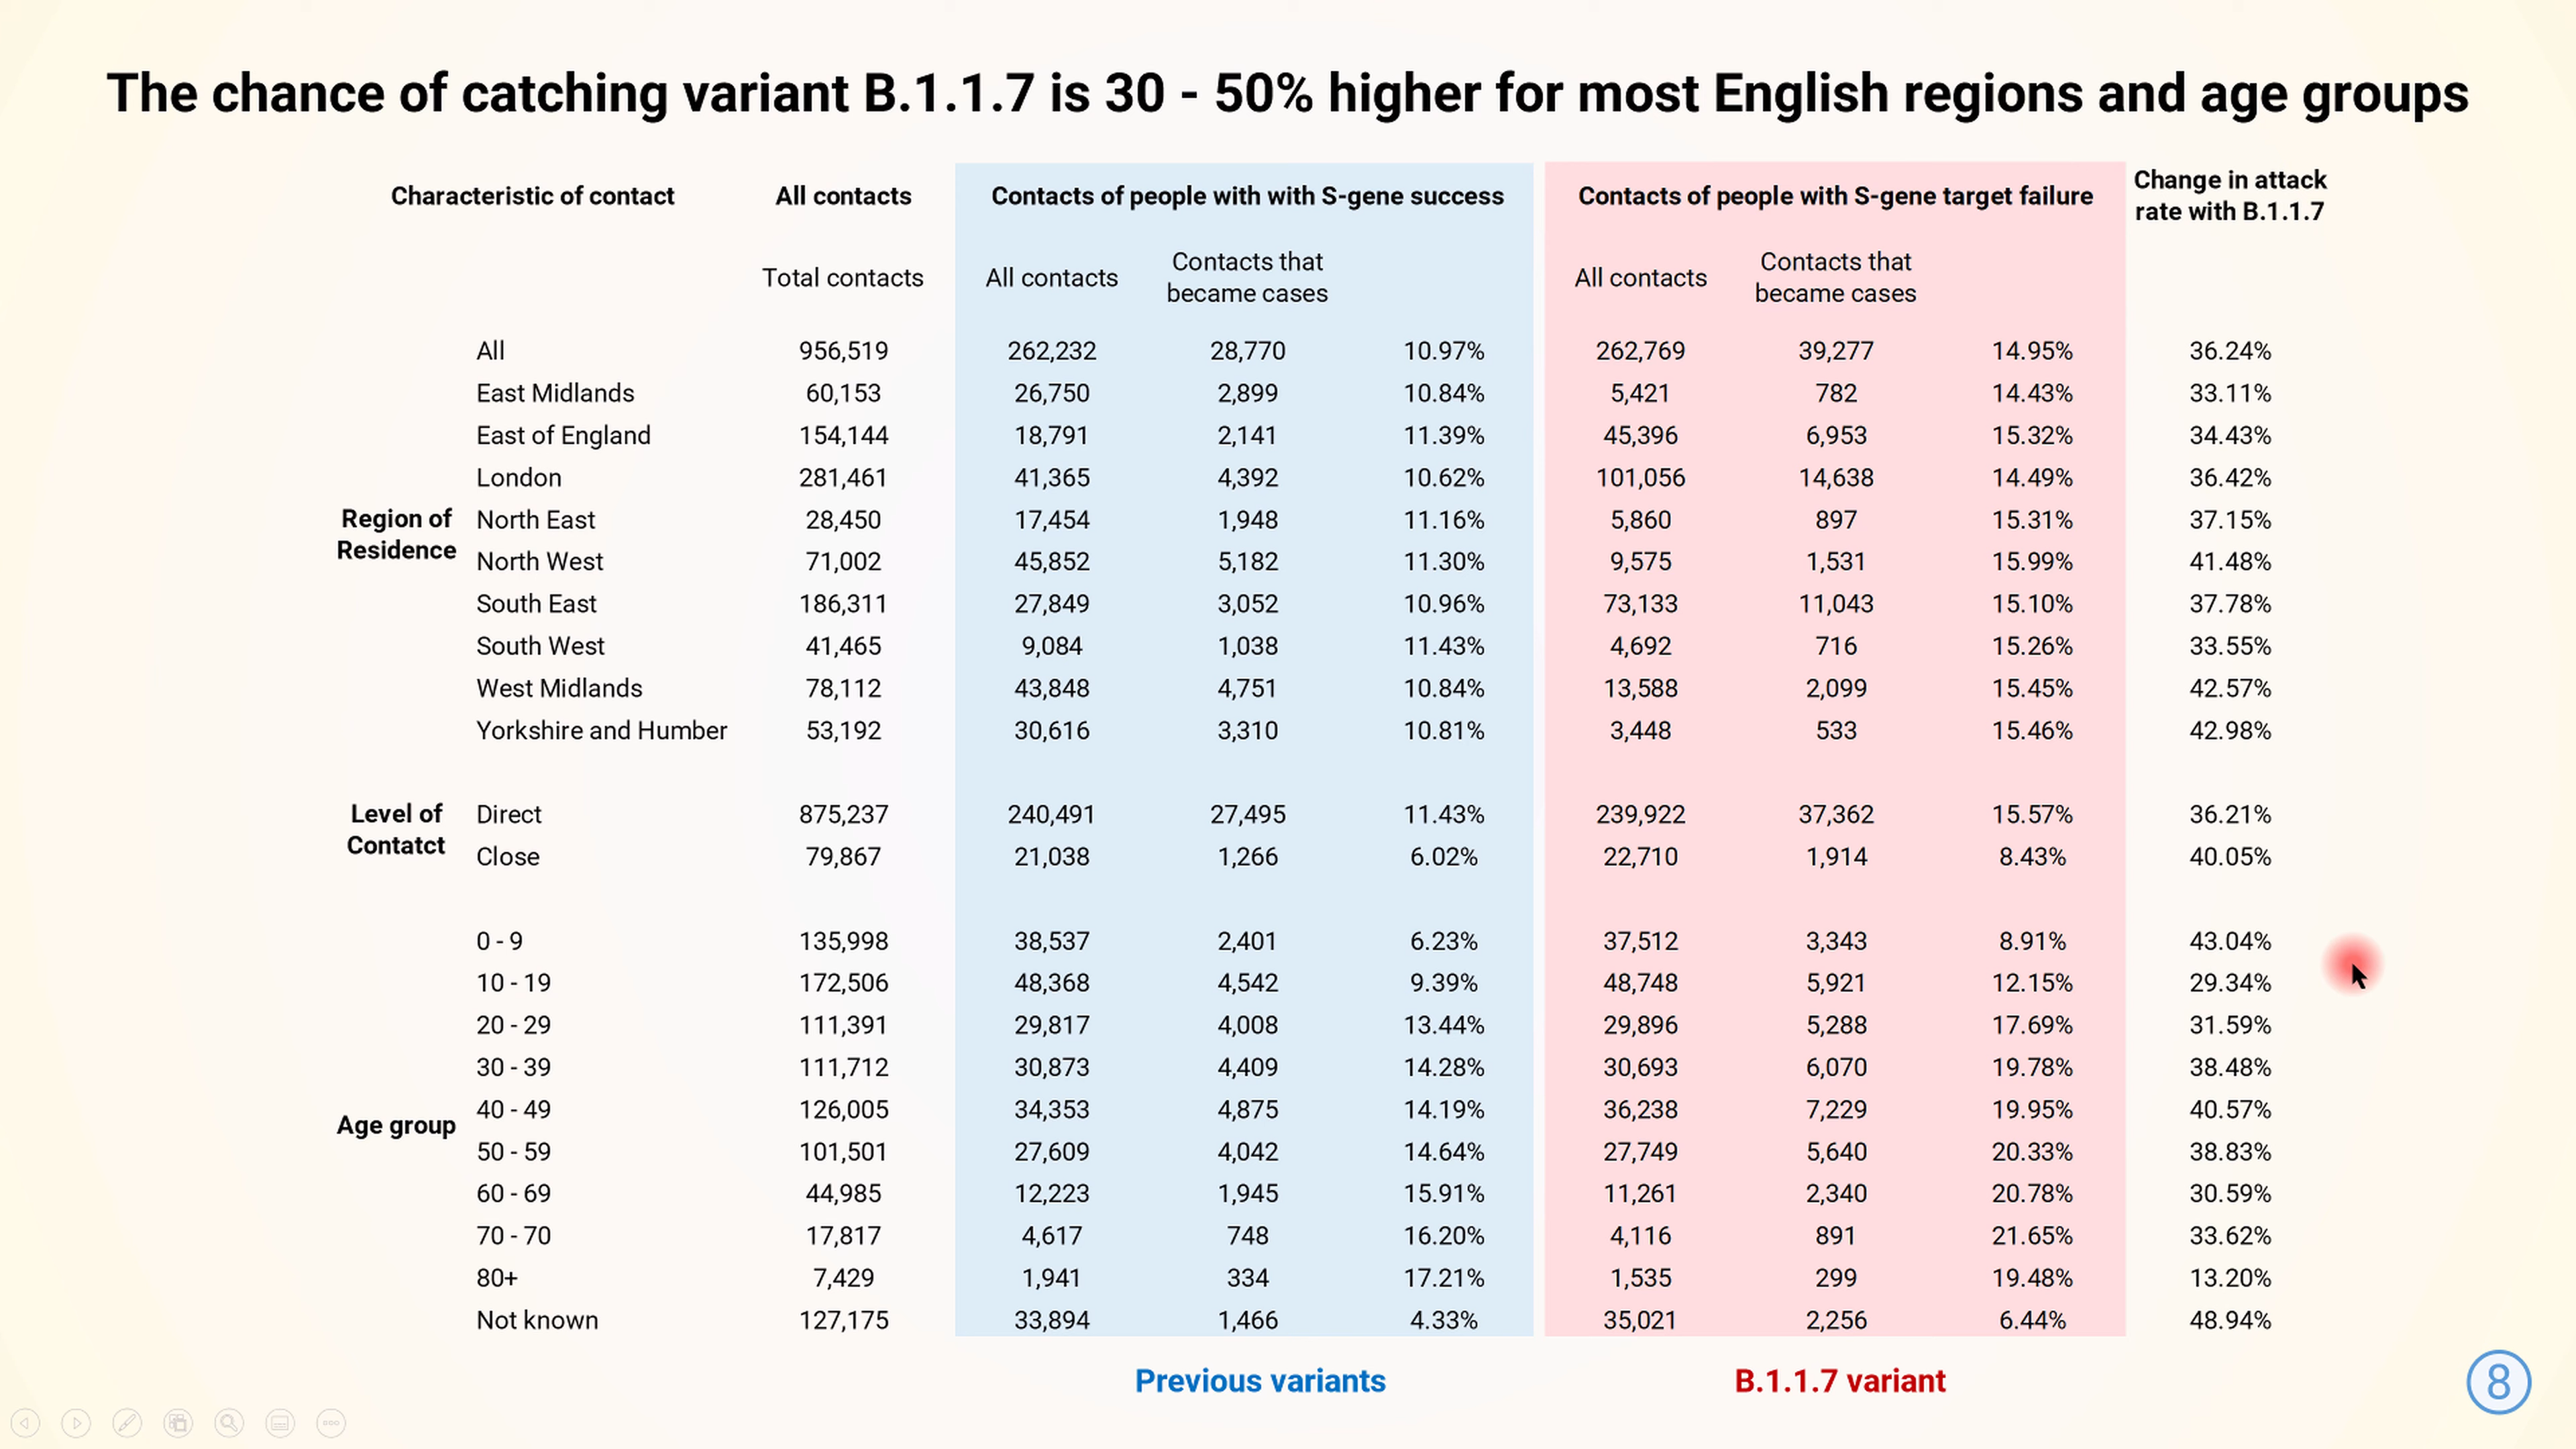 The chance of catching variant B.1.1.7 is 30 - 50% higher for most English regions and age groups
Characteristic of contact All contacts Contacts of people with with S-gene success Contacts of people with S-gene target failure Change in attack
rate with B.1.1.7
Total contacts All contacts Contacts that
became cases All contacts Contacts that
became cases
All 956,519 262,232 28,770 10.97% 262,769 39,277 14.95% 36.24%
East Midlands 60,153 26,750 2,899 10.84% 5,421 782 14.43% 33.11%
East of England 154,144 18,791 2,141 11.39% 45,396 6,953 15.32% 34.43%
London 281,461 41,365 4,392 10.62% 101,056 14,638 14.49% 36.42%
Region of
Residence
North East 28,450 17,454 1,948 11.16% 5,860 897 15.31% 37.15%
North West 71,002 45,852 5,182 11.30% 9,575 1,531 15.99% 41.48%
South East 186,311 27,849 3,052 10.96% 73,133 11,043 15.10% 37.78%
South West 41,465 9,084 1,038 11.43% 4,692 716 15.26% 33.55%
West Midlands 78,112 43,848 4,751 10.84% 13,588 2,099 15.45% 42.57%
Yorkshire and Humber 53,192 30,616 3,310 10.81% 3,448 533 15.46% 42.98%
Level of
Contatct
Direct 875,237 240,491 27,495 11.43% 239,922 37,362 15.57% 36.21%
Close 79,867 21,038 1,266 6.02% 22,710 1,914 8.43% 40.05%
0 - 9 135,998 38,537 2,401 6.23% 37,512 3,343 8.91% 43.04%
10 - 19 172,506 48,368 4,542 9.39% 48,748 5,921 12.15% 29.34%
20 - 29 111,391 29,817 4,008 13.44% 29,896 5,288 17.69% 31.59%
30 - 39 111,712 30,873 4,409 14.28% 30,693 6,070 19.78% 38.48%
40 - 49 126,005 34,353 4,875 14.19% 36,238 7,229 19.95% 40.57%
Age group
50 - 59 101,501 27,609 4,042 14.64% 27,749 5,640 20.33% 38.83%
60 - 69 44,985 12,223 1,945 15.91% 11,261 2,340 20.78% 30.59%
70 - 70 17,817 4,617 748 16.20% 4,116 891 21.65% 33.62%
80+ 7,429 1,941 334 17.21% 1,535 299 19.48% 13.20%
Not known 127,175 33,894 1,466 4.33% 35,021 2,256 6.44% 48.94%
Previous variants B.1.1.7 variant
8